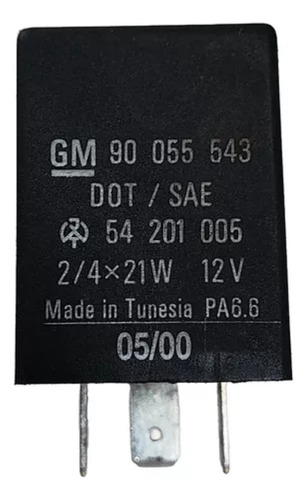 GM 90 055 543
DOT / SAE
54 201 005
2/4×21W 12V
Made in Tunesia PA6.6
05/00